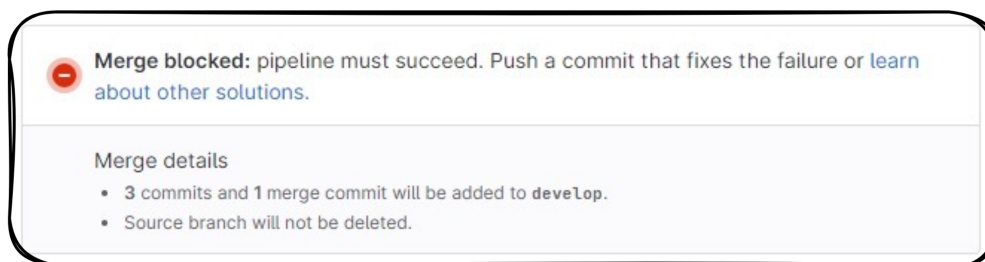 Merge blocked: pipeline must succeed. Push a commit that fixes the failure or learn
about other solutions.
Merge details
• 3 commits and 1 merge commit will be added to develop.
• Source branch will not be deleted.